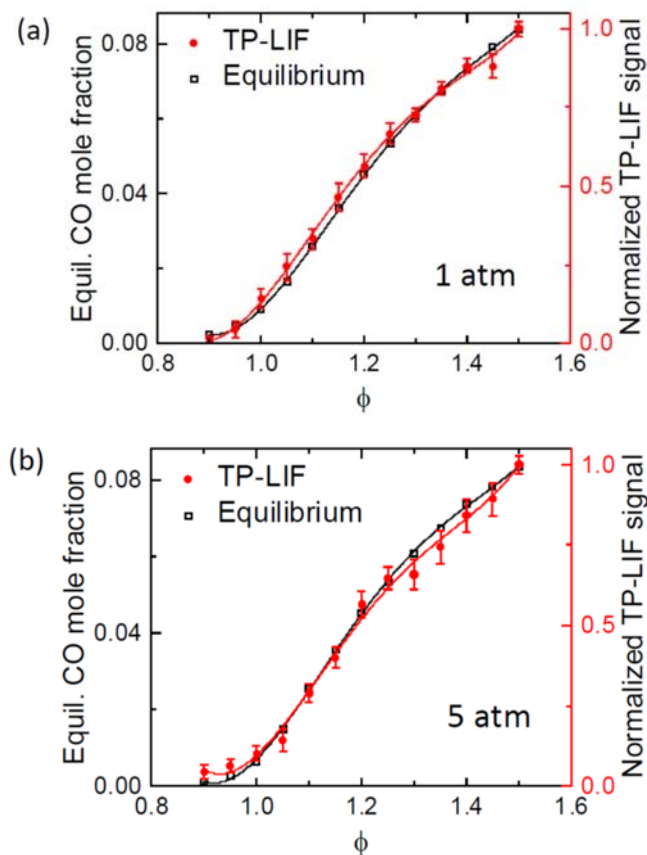 (a)
TP-LIF
Equilibrium
1 atm
Equil. CO mole fraction
0.08
0.04
0.00
Normalized TP-LIF signal
1.0
0.5
0.0
0.8 1.0 1.2 1.4 1.6
ϕ
(b)
TP-LIF
Equilibrium
5 atm
Equil. CO mole fraction
0.08
0.04
0.00
Normalized TP-LIF signal
1.0
0.5
0.0
0.8 1.0 1.2 1.4 1.6
ϕ